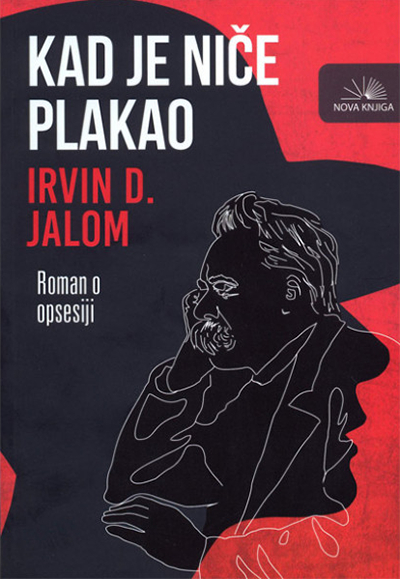 KAD JE NIČE
PLAKAO
IRVIN D.
JALOM
Roman o
opsesiji
NOVA KNJIGA